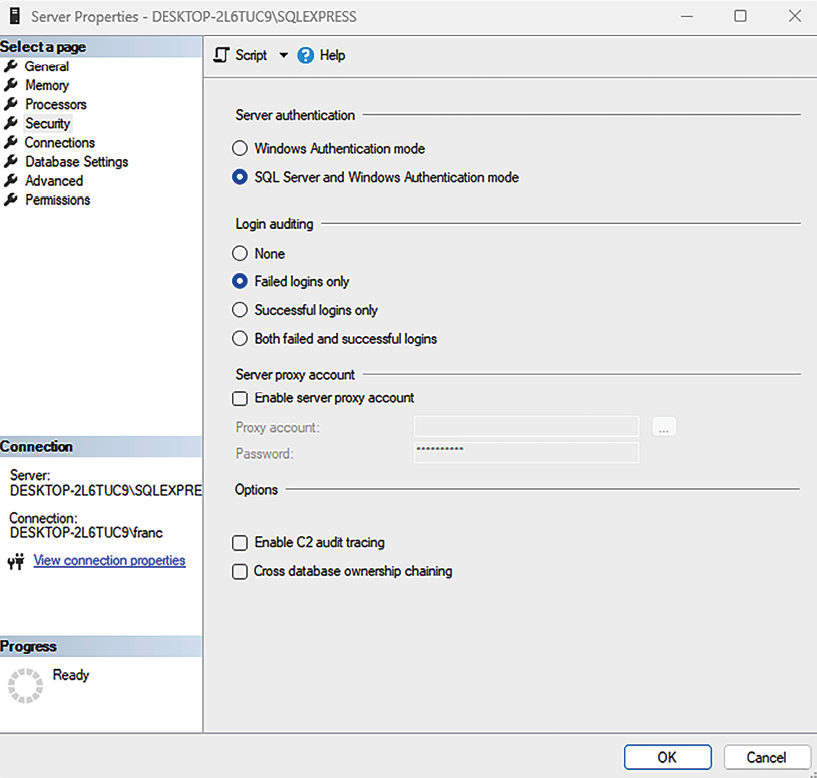 Server Properties - DESKTOP-2L6TUC9\SQLEXPRESS
Select a page
General
Memory
Processors
Security
Connections
Database Settings
Advanced
Permissions
Connection
Server:
DESKTOP-2L6TUC9\SQLEXPRE
Connection:
DESKTOP-2L6TUC9\franc
View connection properties
Progress
Ready
Script
Help
Server authentication
Windows Authentication mode
SQL Server and Windows Authentication mode
Login auditing
None
Failed logins only
Successful logins only
Both failed and successful logins
Server proxy account
Enable server proxy account
Proxy account:
...
Password: **********
Options
Enable C2 audit tracing
Cross database ownership chaining
OK
Cancel